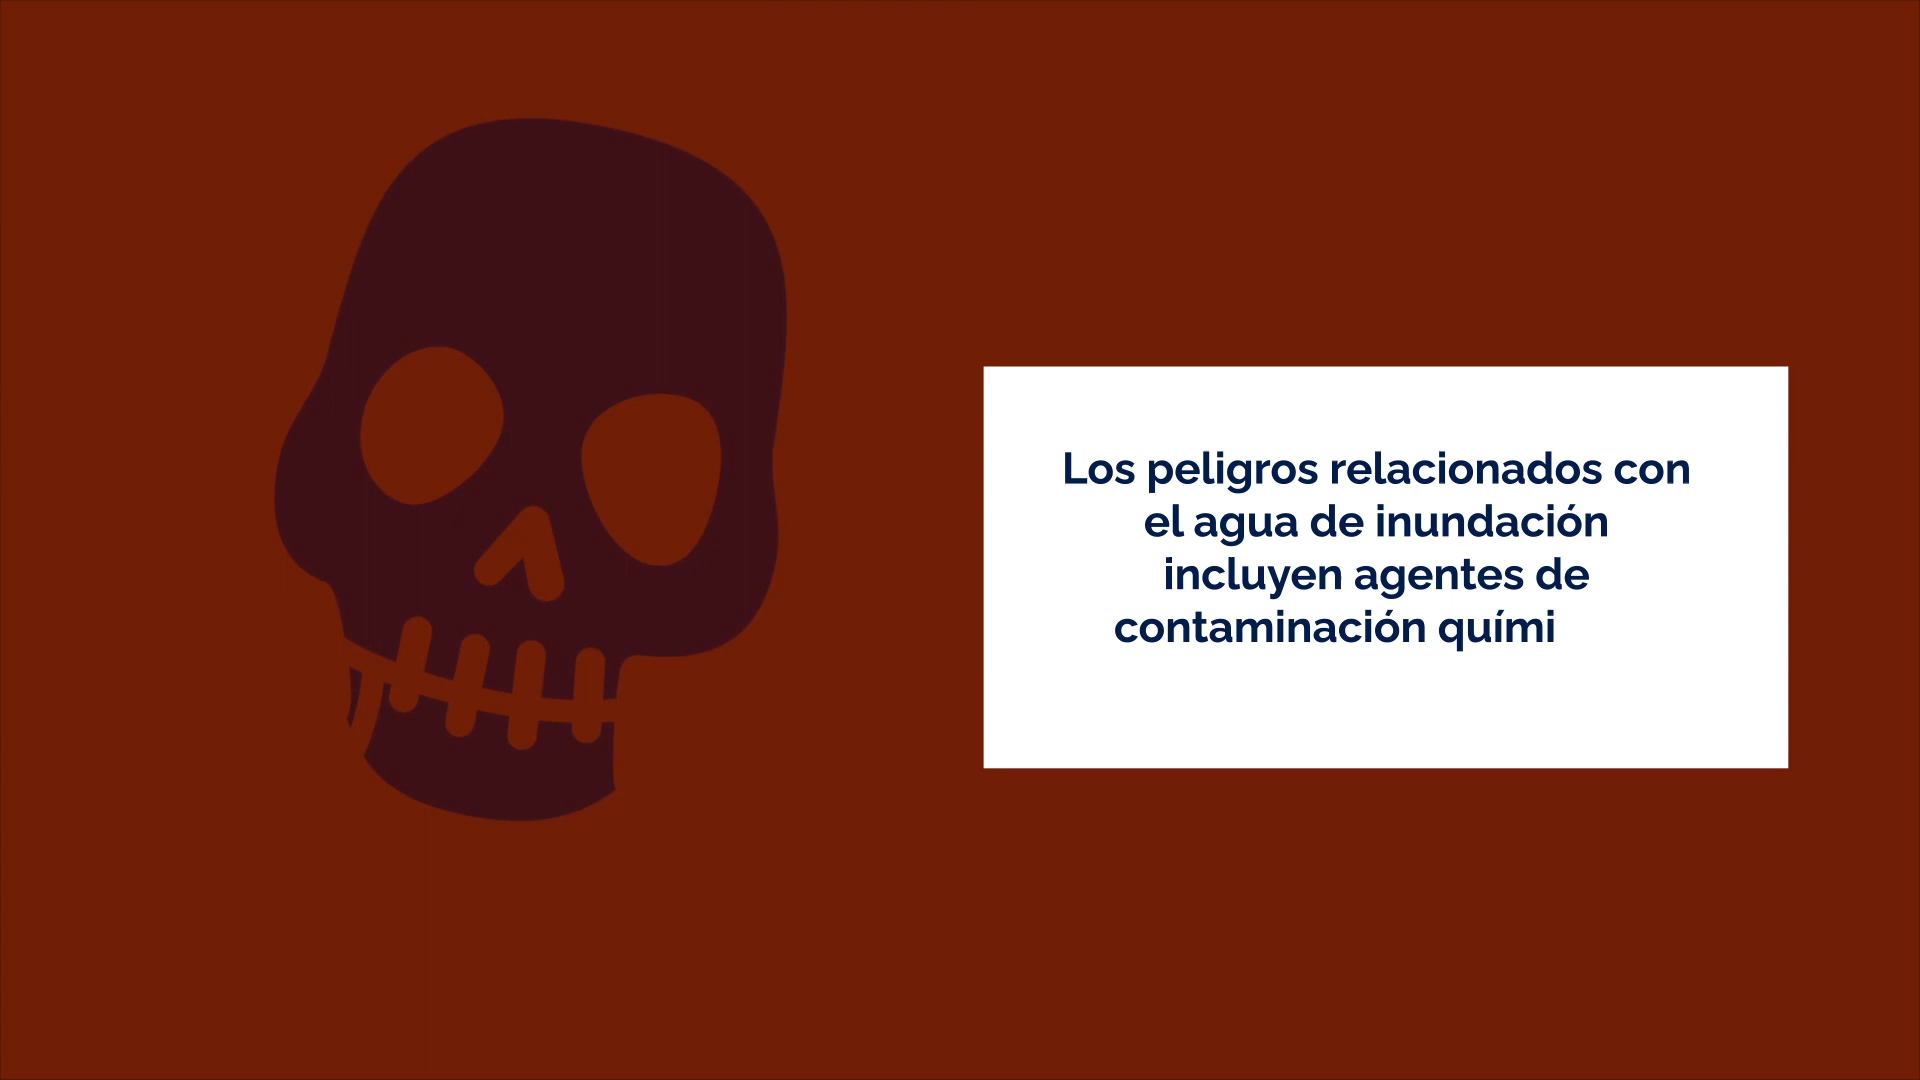 Los peligros relacionados con
el agua de inundación
incluyen agentes de
contaminación quími